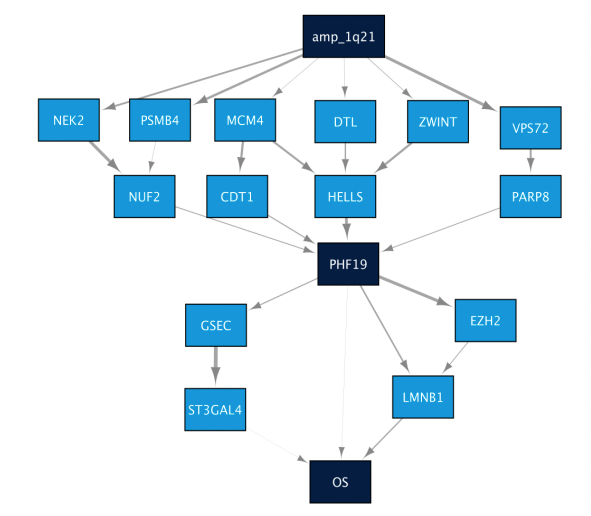 amp_1q21
NEK2
PSMB4
MCM4
DTL
ZWINT
VPS72
NUF2
CDT1
HELLS
PARP8
PHF19
GSEC
EZH2
ST3GAL4
LMNB1
OS